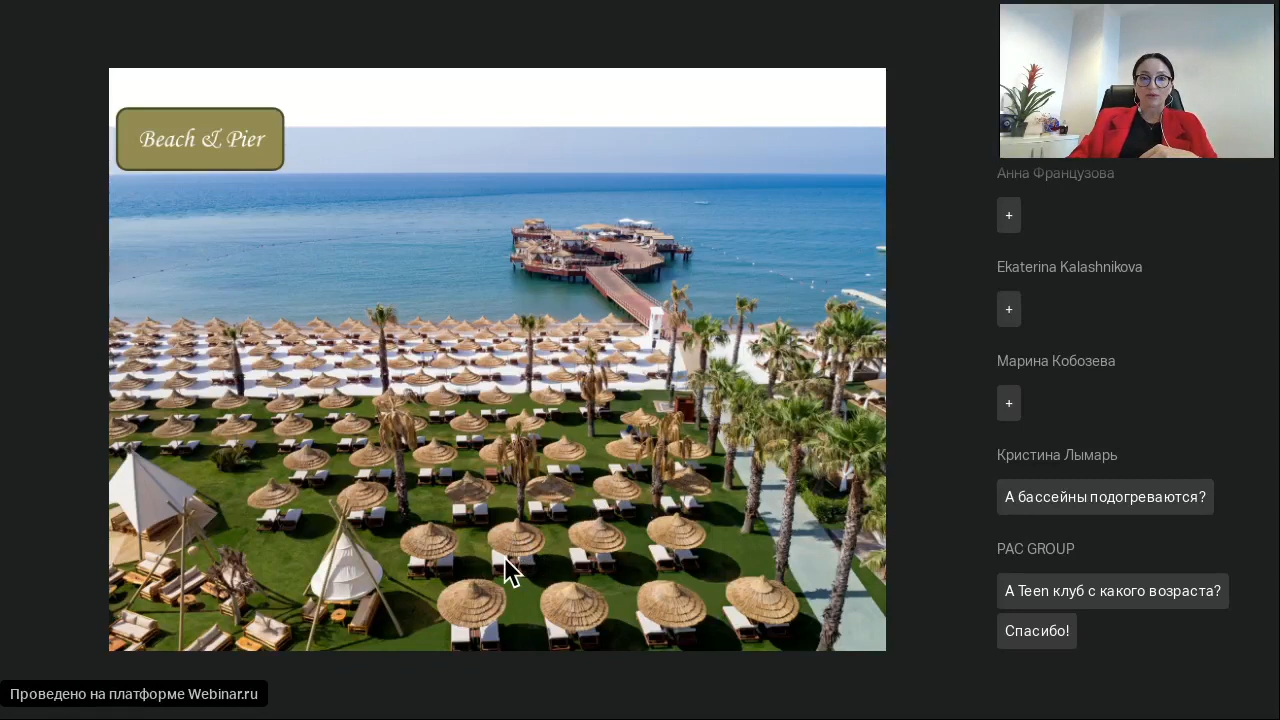 Beach & Pier
Анна Французова
+
Ekaterina Kalashnikova
+
Марина Кобозева
+
Кристина Лымарь
А бассейны подогреваются?
PAC GROUP
А Teen клуб с какого возраста?
Спасибо!
Проведено на платформе Webinar.ru